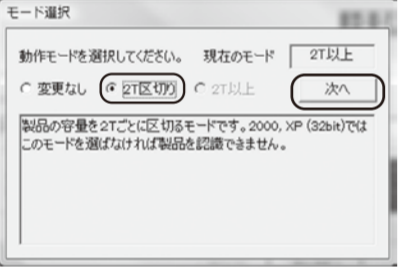 モード選択
動作モードを選択してください。 現在のモード 2T以上
変更なし 2T区切り 2T以上 次へ
製品の容量を2Tごとに区切るモードです。2000, XP (32bit)では
このモードを選ばなければ製品を認識できません。